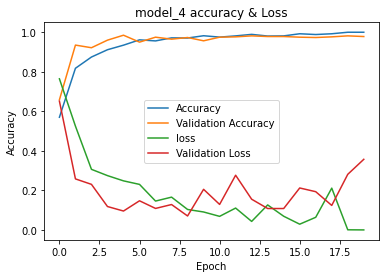 model_4 accuracy & Loss
Accuracy
1.0
0.8
0.6
0.4
0.2
0.0
Accuracy
Validation Accuracy
loss
Validation Loss
0.0 2.5 5.0 7.5 10.0 12.5 15.0 17.5
Epoch